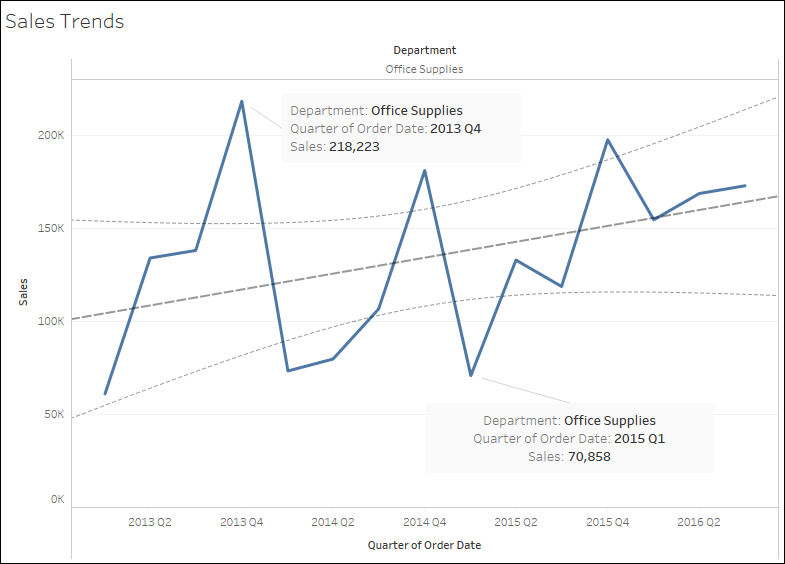 Sales Trends
Department
Office Supplies
Department: Office Supplies
Quarter of Order Date: 2013 Q4
Sales: 218,223
200K
150K
100K
50K
0K
Sales
Department: Office Supplies
Quarter of Order Date: 2015 Q1
Sales: 70,858
2013 Q2 2013 Q4 2014 Q2 2014 Q4 2015 Q2 2015 Q4 2016 Q2
Quarter of Order Date